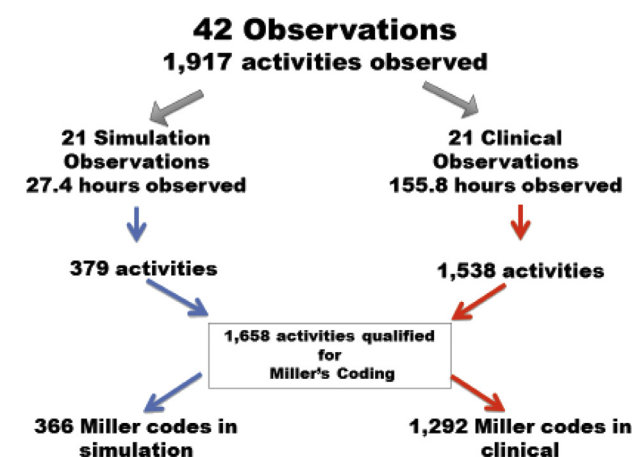 42 Observations
1,917 activities observed
21 Simulation
Observations
27.4 hours observed
21 Clinical
Observations
155.8 hours observed
379 activities
1,538 activities
1,658 activities qualified
for
Miller's Coding
366 Miller codes in
simulation
1,292 Miller codes in
clinical